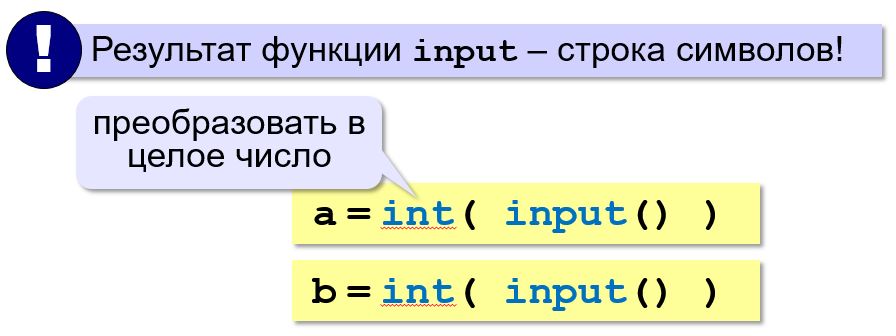 ! Результат функции input – строка символов!
преобразовать в
целое число
a = int( input() )
b = int( input() )